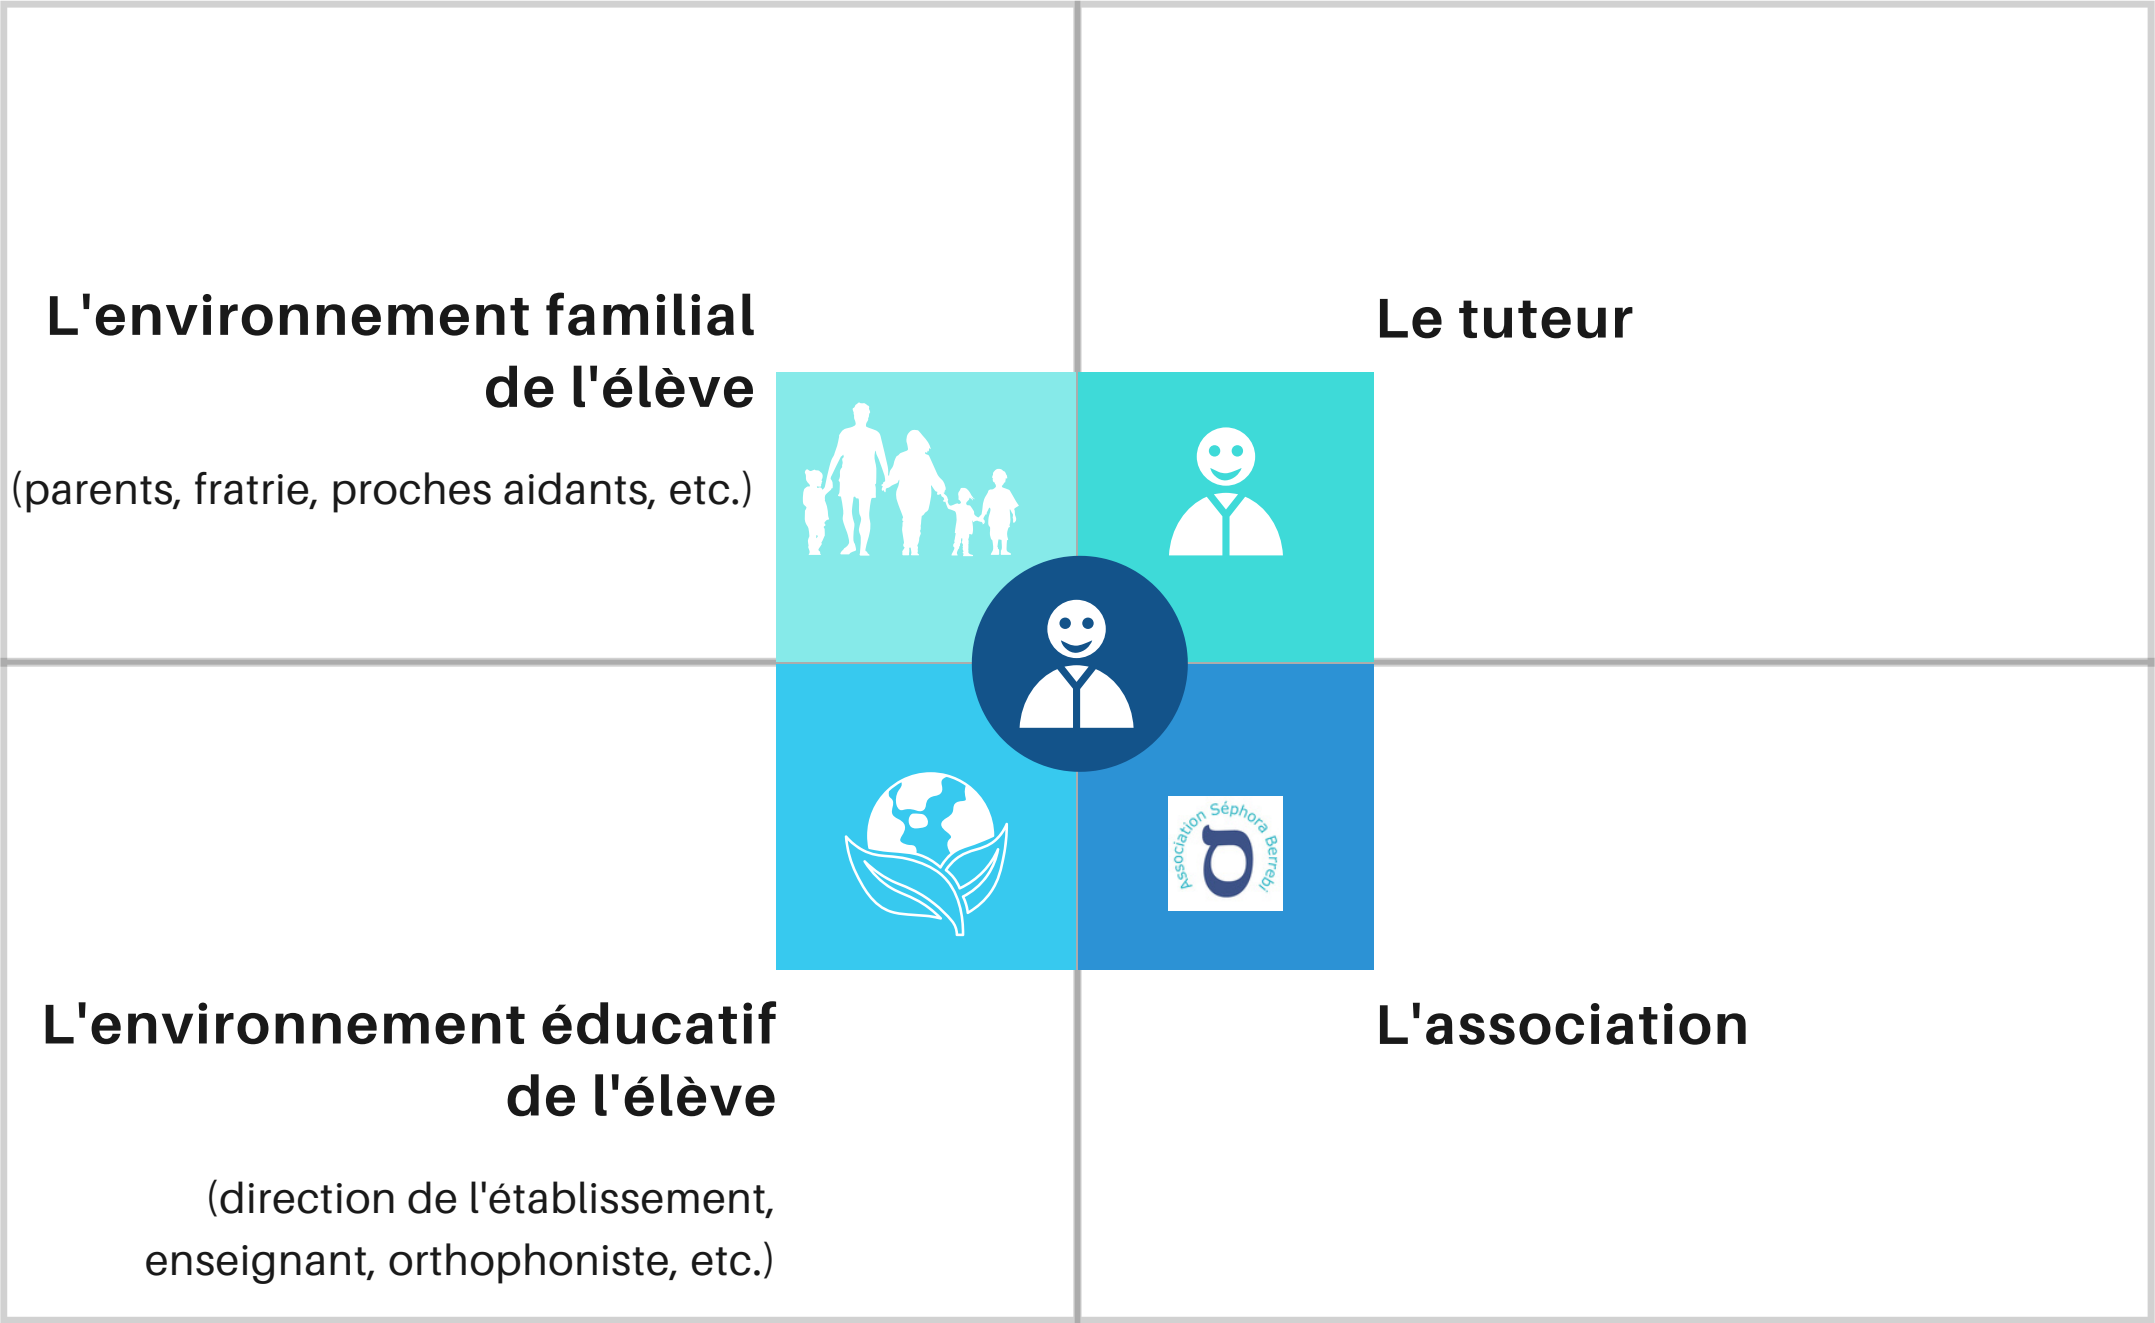 L'environnement familial
de l'élève
(parents, fratrie, proches aidants, etc.)
Le tuteur
Association Séphora Berrebi
ס
L'environnement éducatif
de l'élève
(direction de l'établissement,
enseignant, orthophoniste, etc.)
L'association